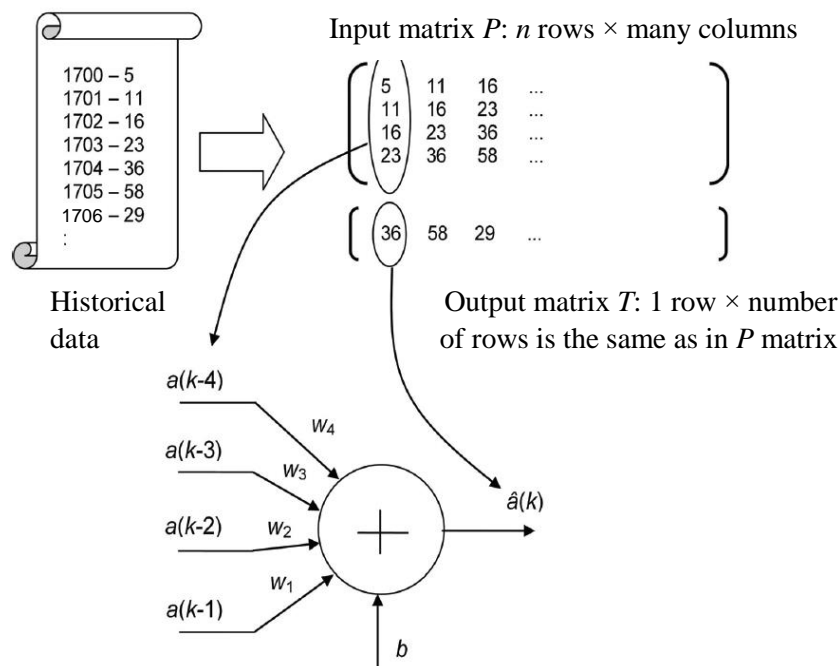 Input matrix P: n rows × many columns
1700 – 5
1701 – 11
1702 – 16
1703 – 23
1704 – 36
1705 – 58
1706 – 29
:
5 11 16 ...
11 16 23 ...
16 23 36 ...
23 36 58 ...
36 58 29 ...
Historical
data
Output matrix T: 1 row × number
of rows is the same as in P matrix
a(k-4)
w4
a(k-3)
w3
a(k-2)
w2
a(k-1)
w1
+
â(k)
b